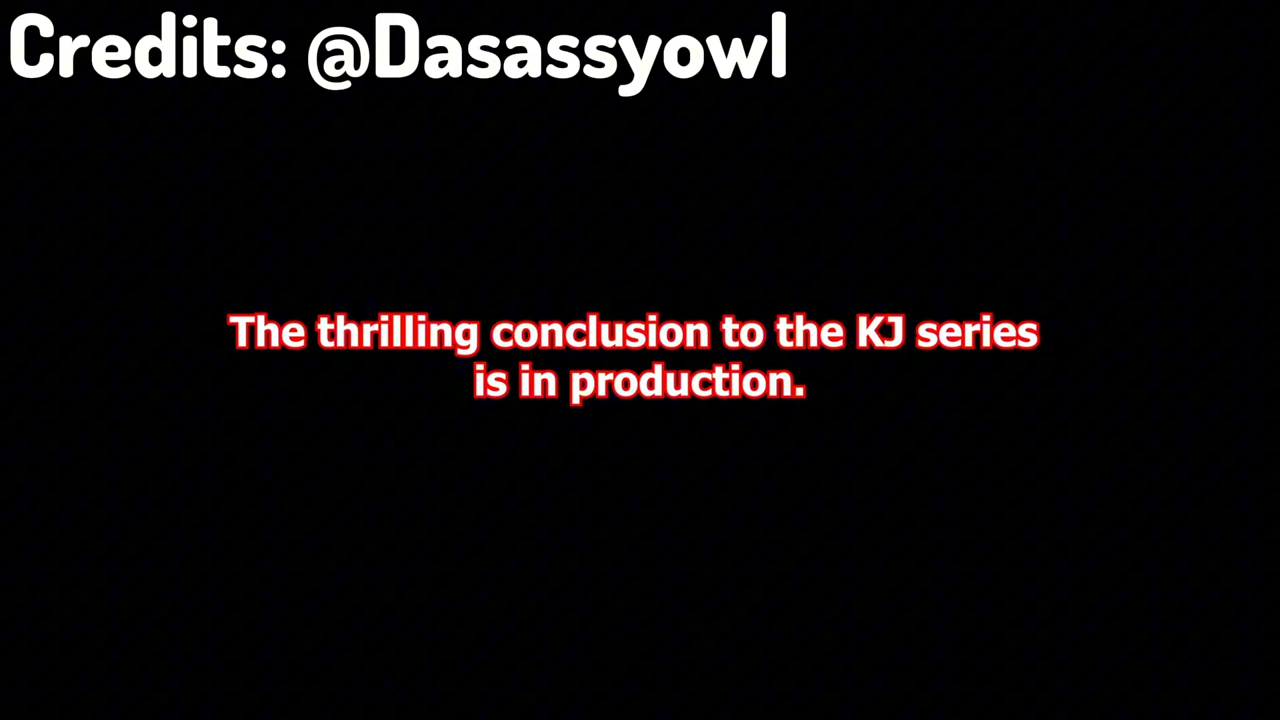 Credits: @Dasassyowl
The thrilling conclusion to the KJ series
is in production.